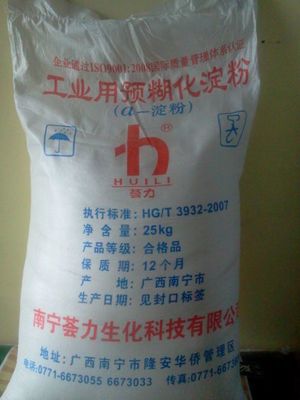 企业通过ISO9001:2008国际质量管理体系认证
工业用预糊化淀粉
(α-淀粉)
®
HUILI
荟力
执行标准: HG/T 3932-2007
净含量: 25kg
产品等级: 合格品
保质期: 12个月
产地: 广西南宁市
生产日期: 见封口标签
南宁荟力生化科技有限公
地址: 广西南宁市隆安华侨管理区
电话:0771-6673055 6673033 传真:0771-6